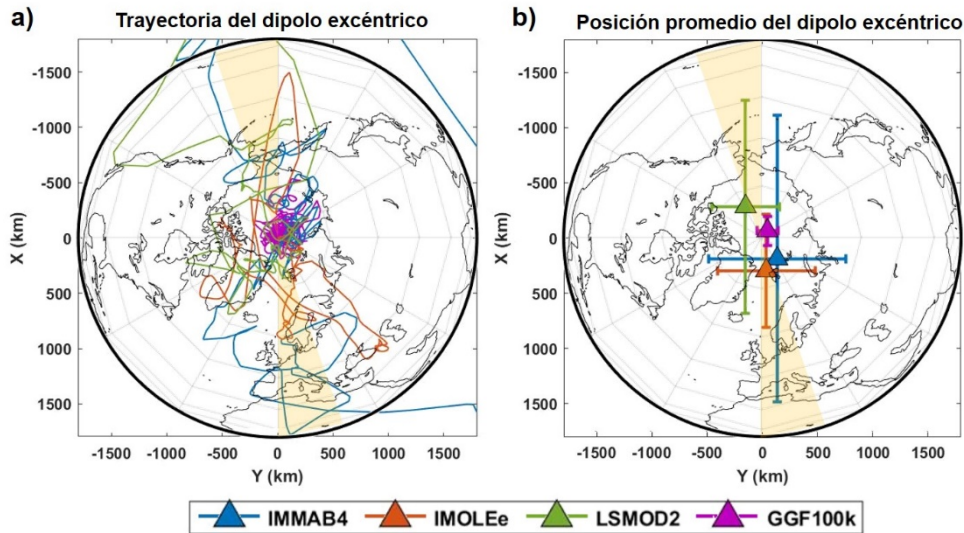 a) Trayectoria del dipolo excéntrico
-1500
-1000
-500
0
500
1000
1500
X (km)
-1500 -1000 -500 0 500 1000 1500
Y (km)
b) Posición promedio del dipolo excéntrico
-1500
-1000
-500
0
500
1000
1500
X (km)
-1500 -1000 -500 0 500 1000 1500
Y (km)
IMMAB4 IMOLEe LSMOD2 GGF100k